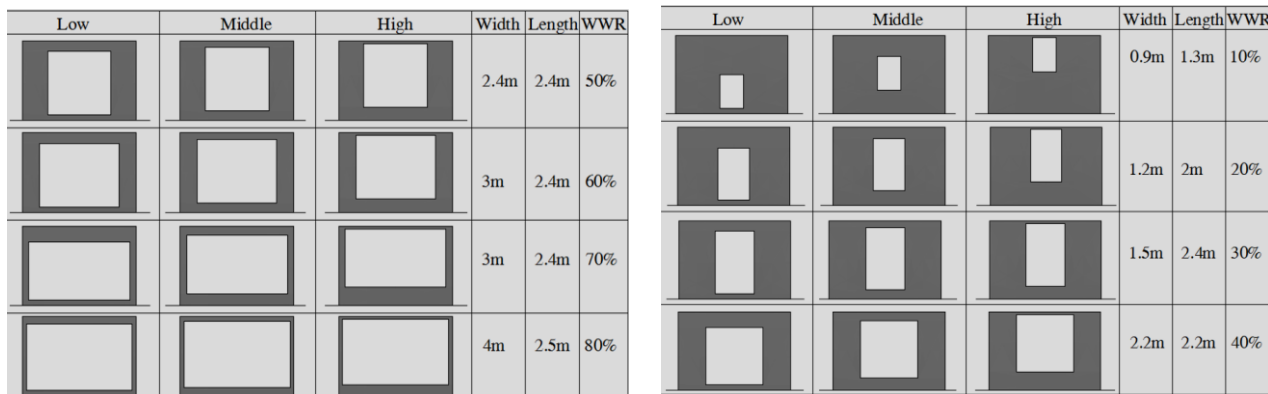 Low Middle High Width Length WWR
2.4m 2.4m 50%
3m 2.4m 60%
3m 2.4m 70%
4m 2.5m 80%
Low Middle High Width Length WWR
0.9m 1.3m 10%
1.2m 2m 20%
1.5m 2.4m 30%
2.2m 2.2m 40%